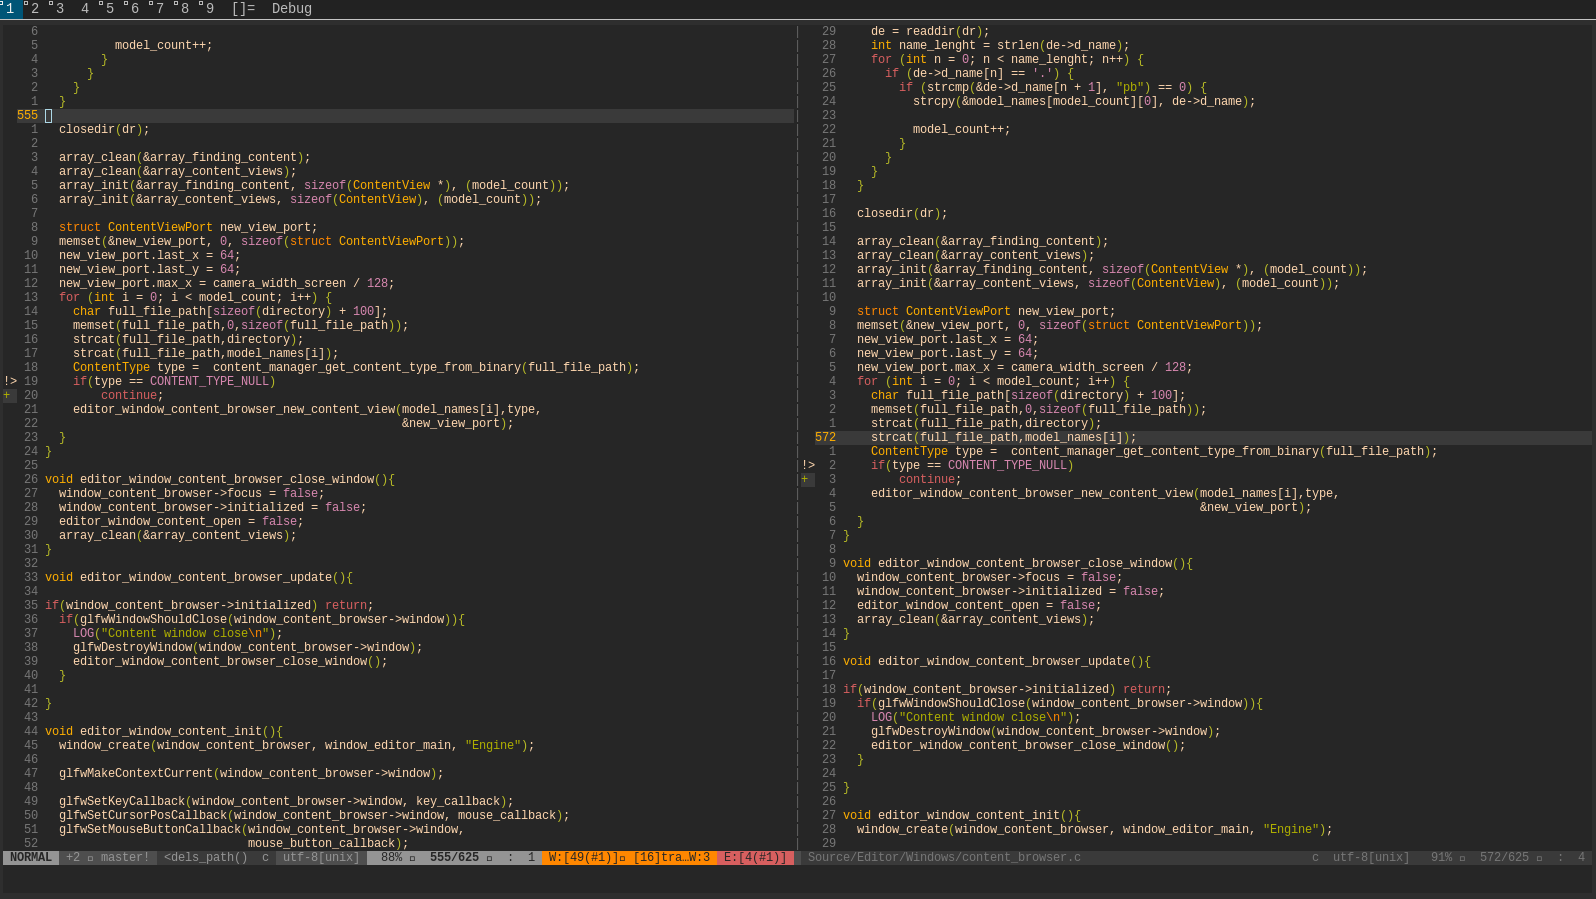 1 2 3 4 5 6 7 8 9 []= Debug
6
5 model_count++;
4 }
3 }
2 }
1 }
555
1 closedir(dr);
2
3 array_clean(&array_finding_content);
4 array_clean(&array_content_views);
5 array_init(&array_finding_content, sizeof(ContentView *), (model_count));
6 array_init(&array_content_views, sizeof(ContentView), (model_count));
7
8 struct ContentViewPort new_view_port;
9 memset(&new_view_port, 0, sizeof(struct ContentViewPort));
10 new_view_port.last_x = 64;
11 new_view_port.last_y = 64;
12 new_view_port.max_x = camera_width_screen / 128;
13 for (int i = 0; i < model_count; i++) {
14 char full_file_path[sizeof(directory) + 100];
15 memset(full_file_path,0,sizeof(full_file_path));
16 strcat(full_file_path,directory);
17 strcat(full_file_path,model_names[i]);
18 ContentType type =  content_manager_get_content_type_from_binary(full_file_path);
!> 19 if(type == CONTENT_TYPE_NULL)
+ 20 continue;
21 editor_window_content_browser_new_content_view(model_names[i],type,
22 &new_view_port);
23 }
24 }
25
26 void editor_window_content_browser_close_window(){
27 window_content_browser->focus = false;
28 window_content_browser->initialized = false;
29 editor_window_content_open = false;
30 array_clean(&array_content_views);
31 }
32
33 void editor_window_content_browser_update(){
34
35 if(window_content_browser->initialized) return;
36 if(glfwWindowShouldClose(window_content_browser->window)){
37 LOG("Content window close\n");
38 glfwDestroyWindow(window_content_browser->window);
39 editor_window_content_browser_close_window();
40 }
41
42 }
43
44 void editor_window_content_init(){
45 window_create(window_content_browser, window_editor_main, "Engine");
46
47 glfwMakeContextCurrent(window_content_browser->window);
48
49 glfwSetKeyCallback(window_content_browser->window, key_callback);
50 glfwSetCursorPosCallback(window_content_browser->window, mouse_callback);
51 glfwSetMouseButtonCallback(window_content_browser->window,
52 mouse_button_callback);
NORMAL +2 master! <dels_path() c utf-8[unix] 88% 555/625 : 1 W:[49(#1)] [16]tra…W:3 E:[4(#1)]
29 de = readdir(dr);
28 int name_lenght = strlen(de->d_name);
27 for (int n = 0; n < name_lenght; n++) {
26 if (de->d_name[n] == '.') {
25 if (strcmp(&de->d_name[n + 1], "pb") == 0) {
24 strcpy(&model_names[model_count][0], de->d_name);
23
22 model_count++;
21 }
20 }
19 }
18 }
17
16 closedir(dr);
15
14 array_clean(&array_finding_content);
13 array_clean(&array_content_views);
12 array_init(&array_finding_content, sizeof(ContentView *), (model_count));
11 array_init(&array_content_views, sizeof(ContentView), (model_count));
10
9 struct ContentViewPort new_view_port;
8 memset(&new_view_port, 0, sizeof(struct ContentViewPort));
7 new_view_port.last_x = 64;
6 new_view_port.last_y = 64;
5 new_view_port.max_x = camera_width_screen / 128;
4 for (int i = 0; i < model_count; i++) {
3 char full_file_path[sizeof(directory) + 100];
2 memset(full_file_path,0,sizeof(full_file_path));
1 strcat(full_file_path,directory);
572 strcat(full_file_path,model_names[i]);
1 ContentType type =  content_manager_get_content_type_from_binary(full_file_path);
!> 2 if(type == CONTENT_TYPE_NULL)
+ 3 continue;
4 editor_window_content_browser_new_content_view(model_names[i],type,
5 &new_view_port);
6 }
7 }
8
9 void editor_window_content_browser_close_window(){
10 window_content_browser->focus = false;
11 window_content_browser->initialized = false;
12 editor_window_content_open = false;
13 array_clean(&array_content_views);
14 }
15
16 void editor_window_content_browser_update(){
17
18 if(window_content_browser->initialized) return;
19 if(glfwWindowShouldClose(window_content_browser->window)){
20 LOG("Content window close\n");
21 glfwDestroyWindow(window_content_browser->window);
22 editor_window_content_browser_close_window();
23 }
24
25 }
26
27 void editor_window_content_init(){
28 window_create(window_content_browser, window_editor_main, "Engine");
29
Source/Editor/Windows/content_browser.c c utf-8[unix] 91% 572/625 : 4